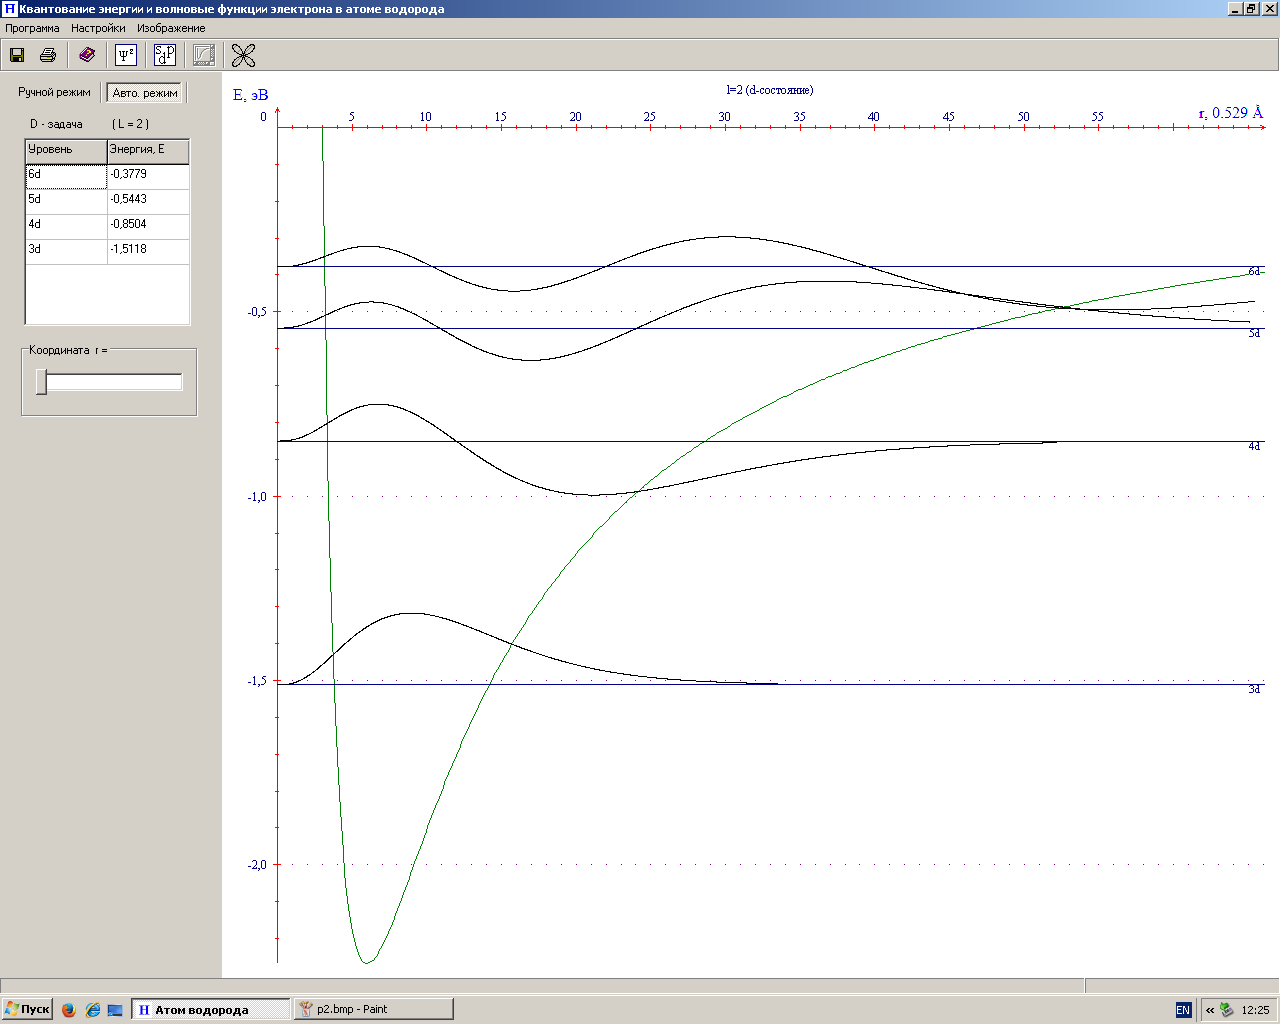 Квантование энергии и волновые функции электрона в атоме водорода
Программа Настройки Изображение
Ψ² s p d
Ручной режим Авто. режим
D - задача ( L = 2 )
Уровень Энергия, E
6d -0,3779
5d -0,5443
4d -0,8504
3d -1,5118
Координата r =
l=2 (d-состояние)
E, эВ
r, 0.529 Å
0 5 10 15 20 25 30 35 40 45 50 55
6d
-0,5
5d
4d
-1,0
-1,5
3d
-2,0
Пуск Н Атом водорода p2.bmp - Paint EN « 12:25